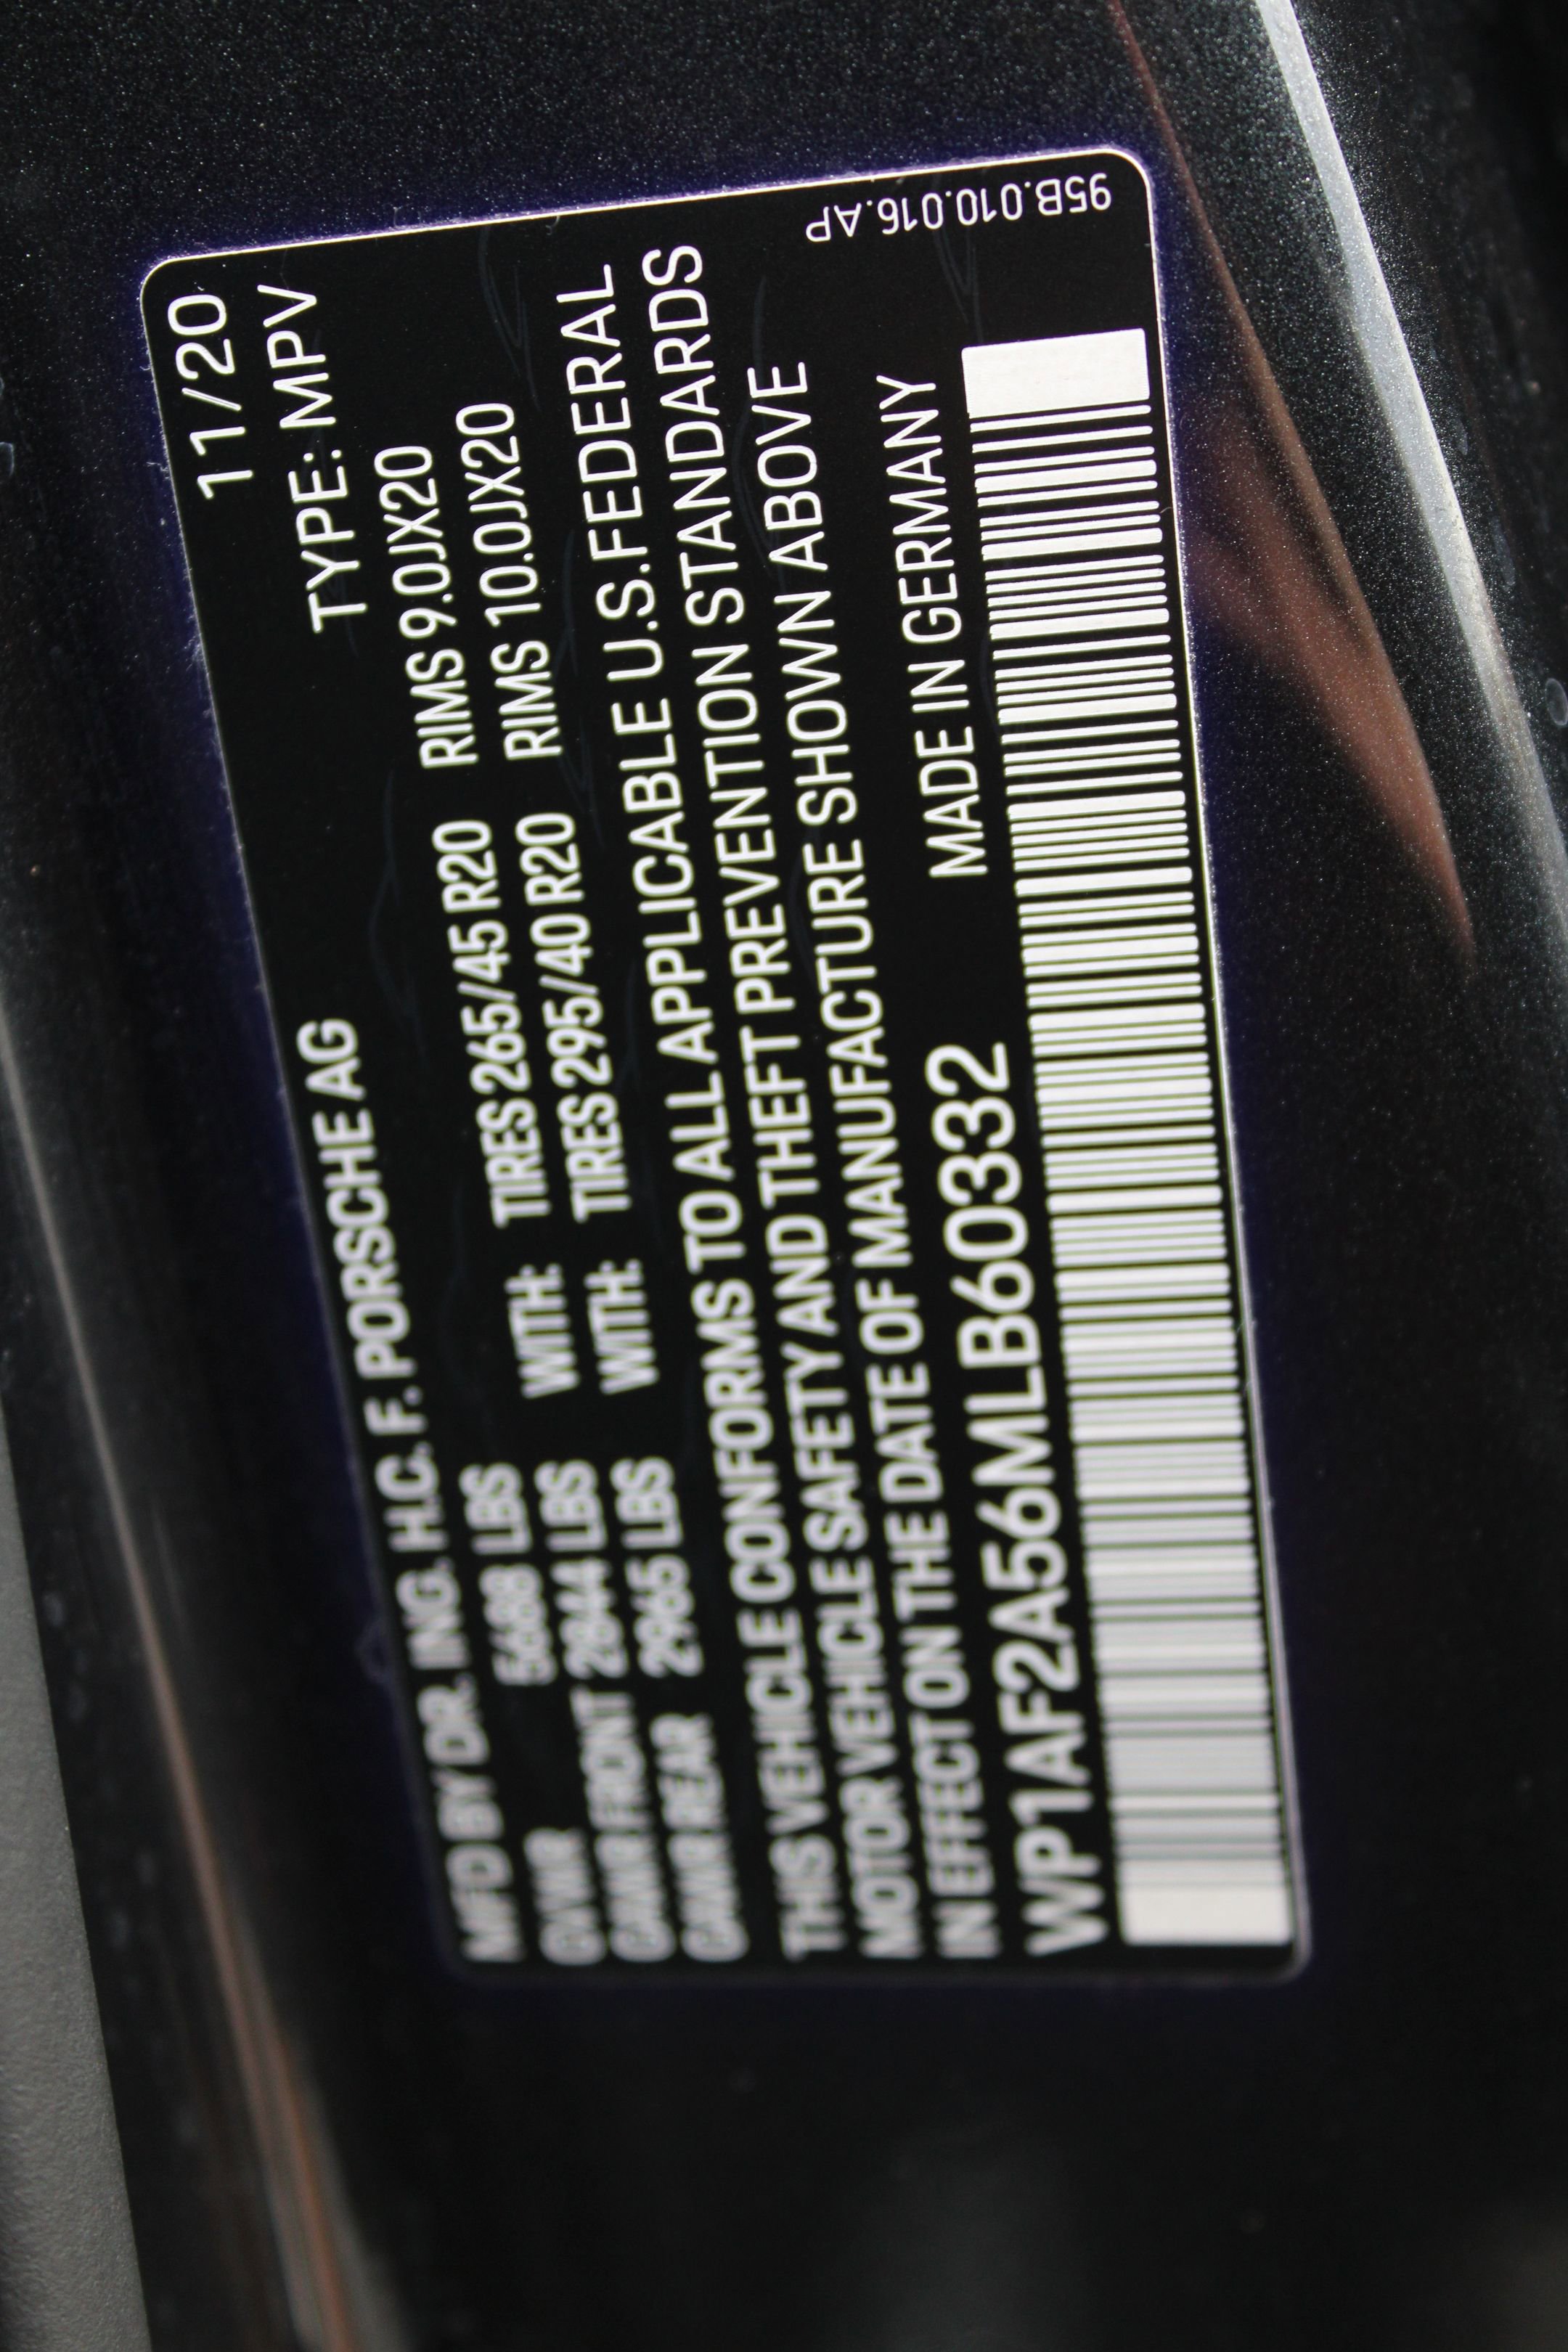 11/20
MFD BY DR. ING. H.C. F. PORSCHE AG TYPE: MPV
GVWR 5688 LBS WITH: TIRES 265/45 R20 RIMS 9.0JX20
GAWR FRONT 2844 LBS WITH: TIRES 295/40 R20 RIMS 10.0JX20
GAWR REAR 2965 LBS
THIS VEHICLE CONFORMS TO ALL APPLICABLE U.S.FEDERAL
MOTOR VEHICLE SAFETY AND THEFT PREVENTION STANDARDS
IN EFFECT ON THE DATE OF MANUFACTURE SHOWN ABOVE
WP1AF2A56MLB60332 MADE IN GERMANY
95B.010.016.AP